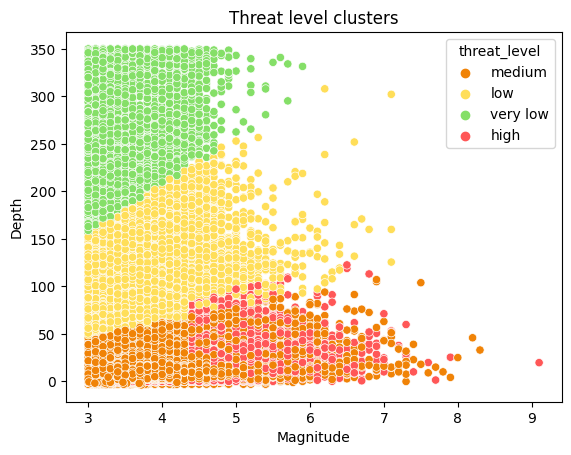 Threat level clusters
threat_level
medium
low
very low
high
Depth
350
300
250
200
150
100
50
0
3 4 5 6 7 8 9
Magnitude